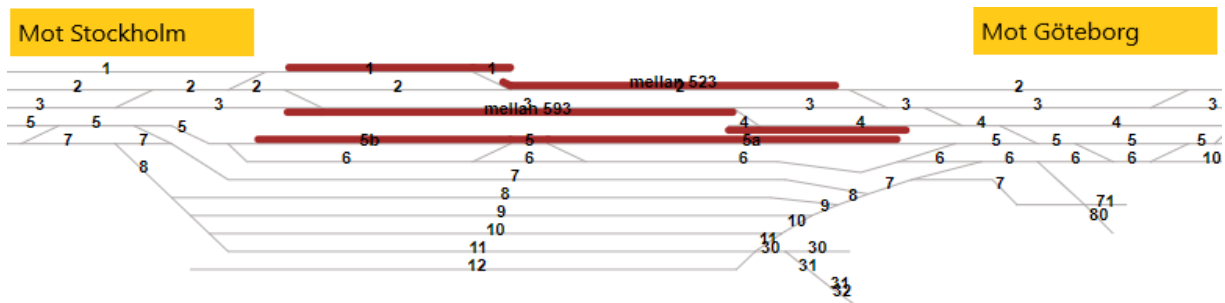 Mot Stockholm
Mot Göteborg
1 1 1
2 2 2 2 mellan 523 2 2
3 3 mellan 593 3 3 3 3 3
5 5 5 4 4 4 4
7 7 5b 5 5a 5 5 5 5
8 6 6 6 6 6 6 6 10
7 7 7
8 8
9 9 71
10 10 80
11 11 30 30
12 31
31
32